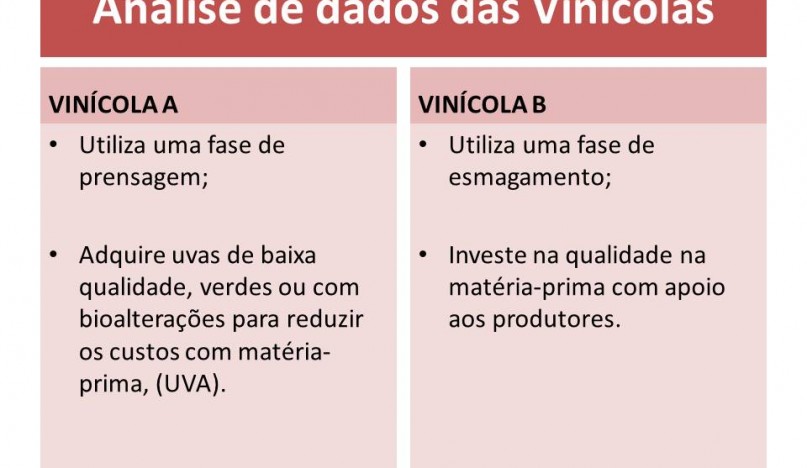 Análise de dados das Vinícolas
VINÍCOLA A
• Utiliza uma fase de
prensagem;
• Adquire uvas de baixa
qualidade, verdes ou com
bioalterações para reduzir
os custos com matéria-
prima, (UVA).
VINÍCOLA B
• Utiliza uma fase de
esmagamento;
• Investe na qualidade na
matéria-prima com apoio
aos produtores.